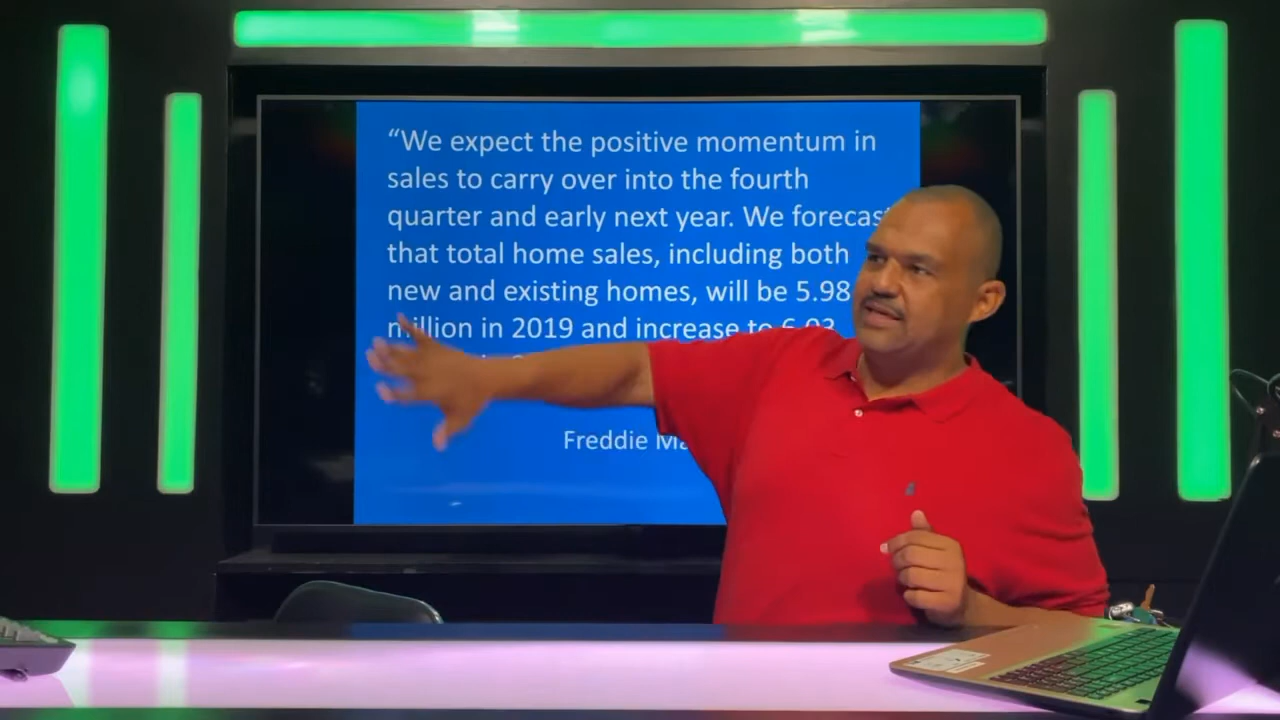 “We expect the positive momentum in
sales to carry over into the fourth
quarter and early next year. We forecast
that total home sales, including both
new and existing homes, will be 5.98
million in 2019 and increase to 6.03
Freddie